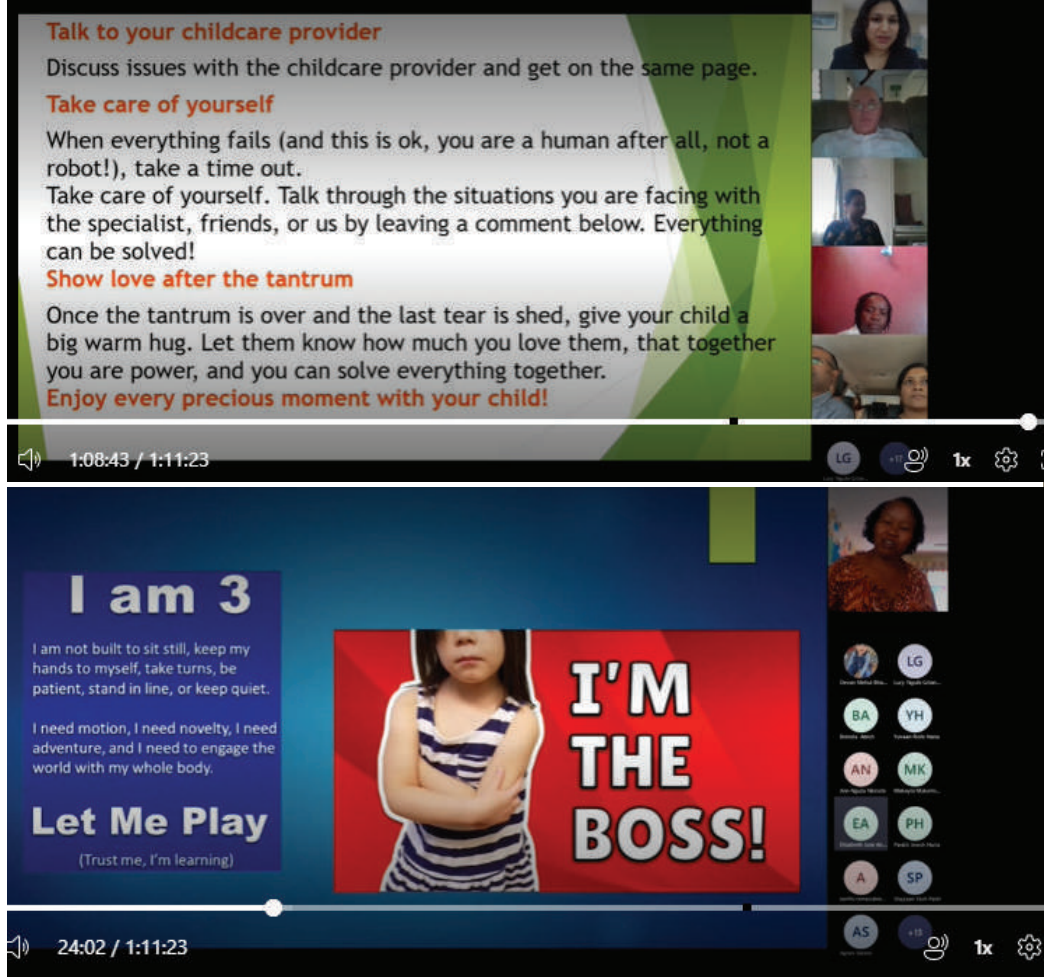 Talk to your childcare provider
Discuss issues with the childcare provider and get on the same page.
Take care of yourself
When everything fails (and this is ok, you are a human after all, not a
robot!), take a time out.
Take care of yourself. Talk through the situations you are facing with
the specialist, friends, or us by leaving a comment below. Everything
can be solved!
Show love after the tantrum
Once the tantrum is over and the last tear is shed, give your child a
big warm hug. Let them know how much you love them, that together
you are power, and you can solve everything together.
Enjoy every precious moment with your child!
1:08:43 / 1:11:23
LG
+17
1x
I am 3
I am not built to sit still, keep my
hands to myself, take turns, be
patient, stand in line, or keep quiet.
I need motion, I need novelty, I need
adventure, and I need to engage the
world with my whole body.
Let Me Play
(Trust me, I'm learning)
I'M
THE
BOSS!
LG
BA
YH
AN
MK
EA
PH
A
SP
AS
+13
24:02 / 1:11:23
1x